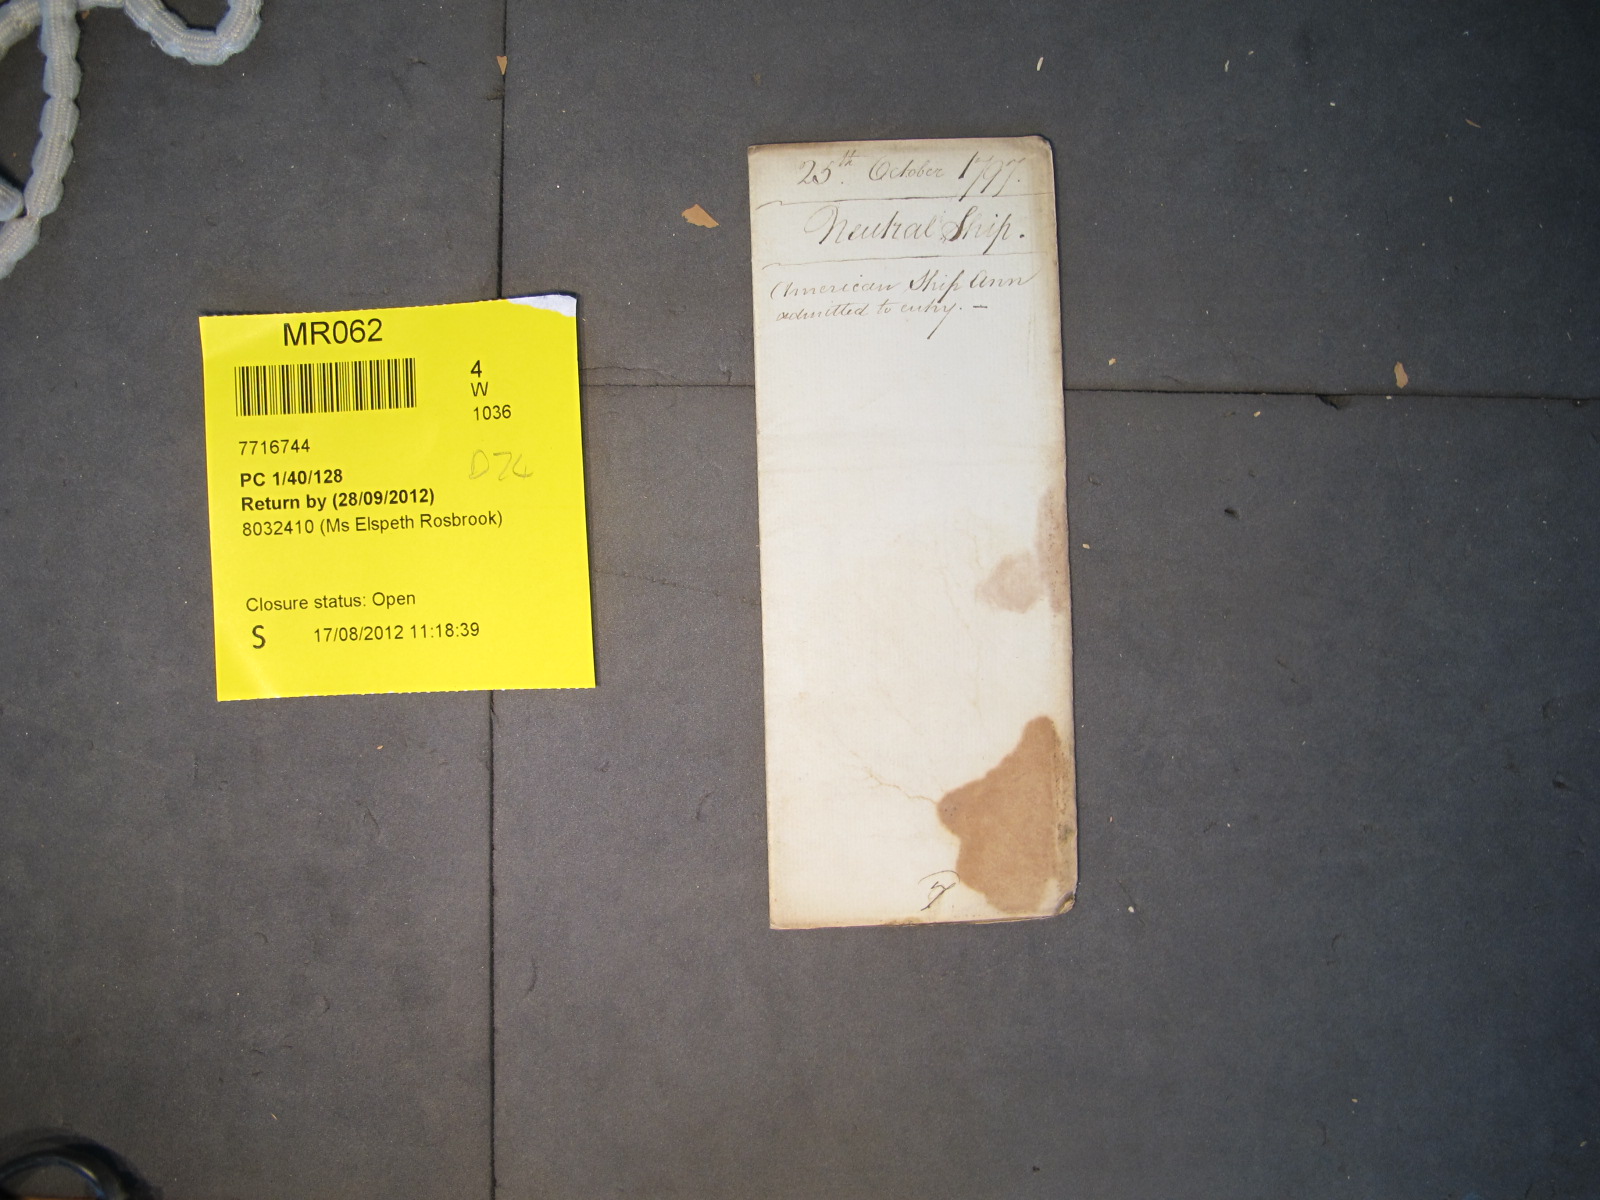 MR062
4
W
1036
7716744
D74
PC 1/40/128
Return by (28/09/2012)
8032410 (Ms Elspeth Rosbrook)
Closure status: Open
S 17/08/2012 11:18:39
25th. October 1797.
Neutral Ship.
American Ship Ann
admitted to entry. —